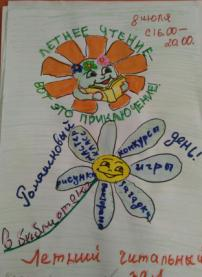 8 июля
с 16.00-
20.00.
ЛЕТНЕЕ ЧТЕНИЕ-
ВОТ ЭТО ПРИКЛЮЧЕНИЕ!
Ромашковый
день!
конкурсы
игры
загадки
рисунки
В библиотеке
Летний читальный
зал